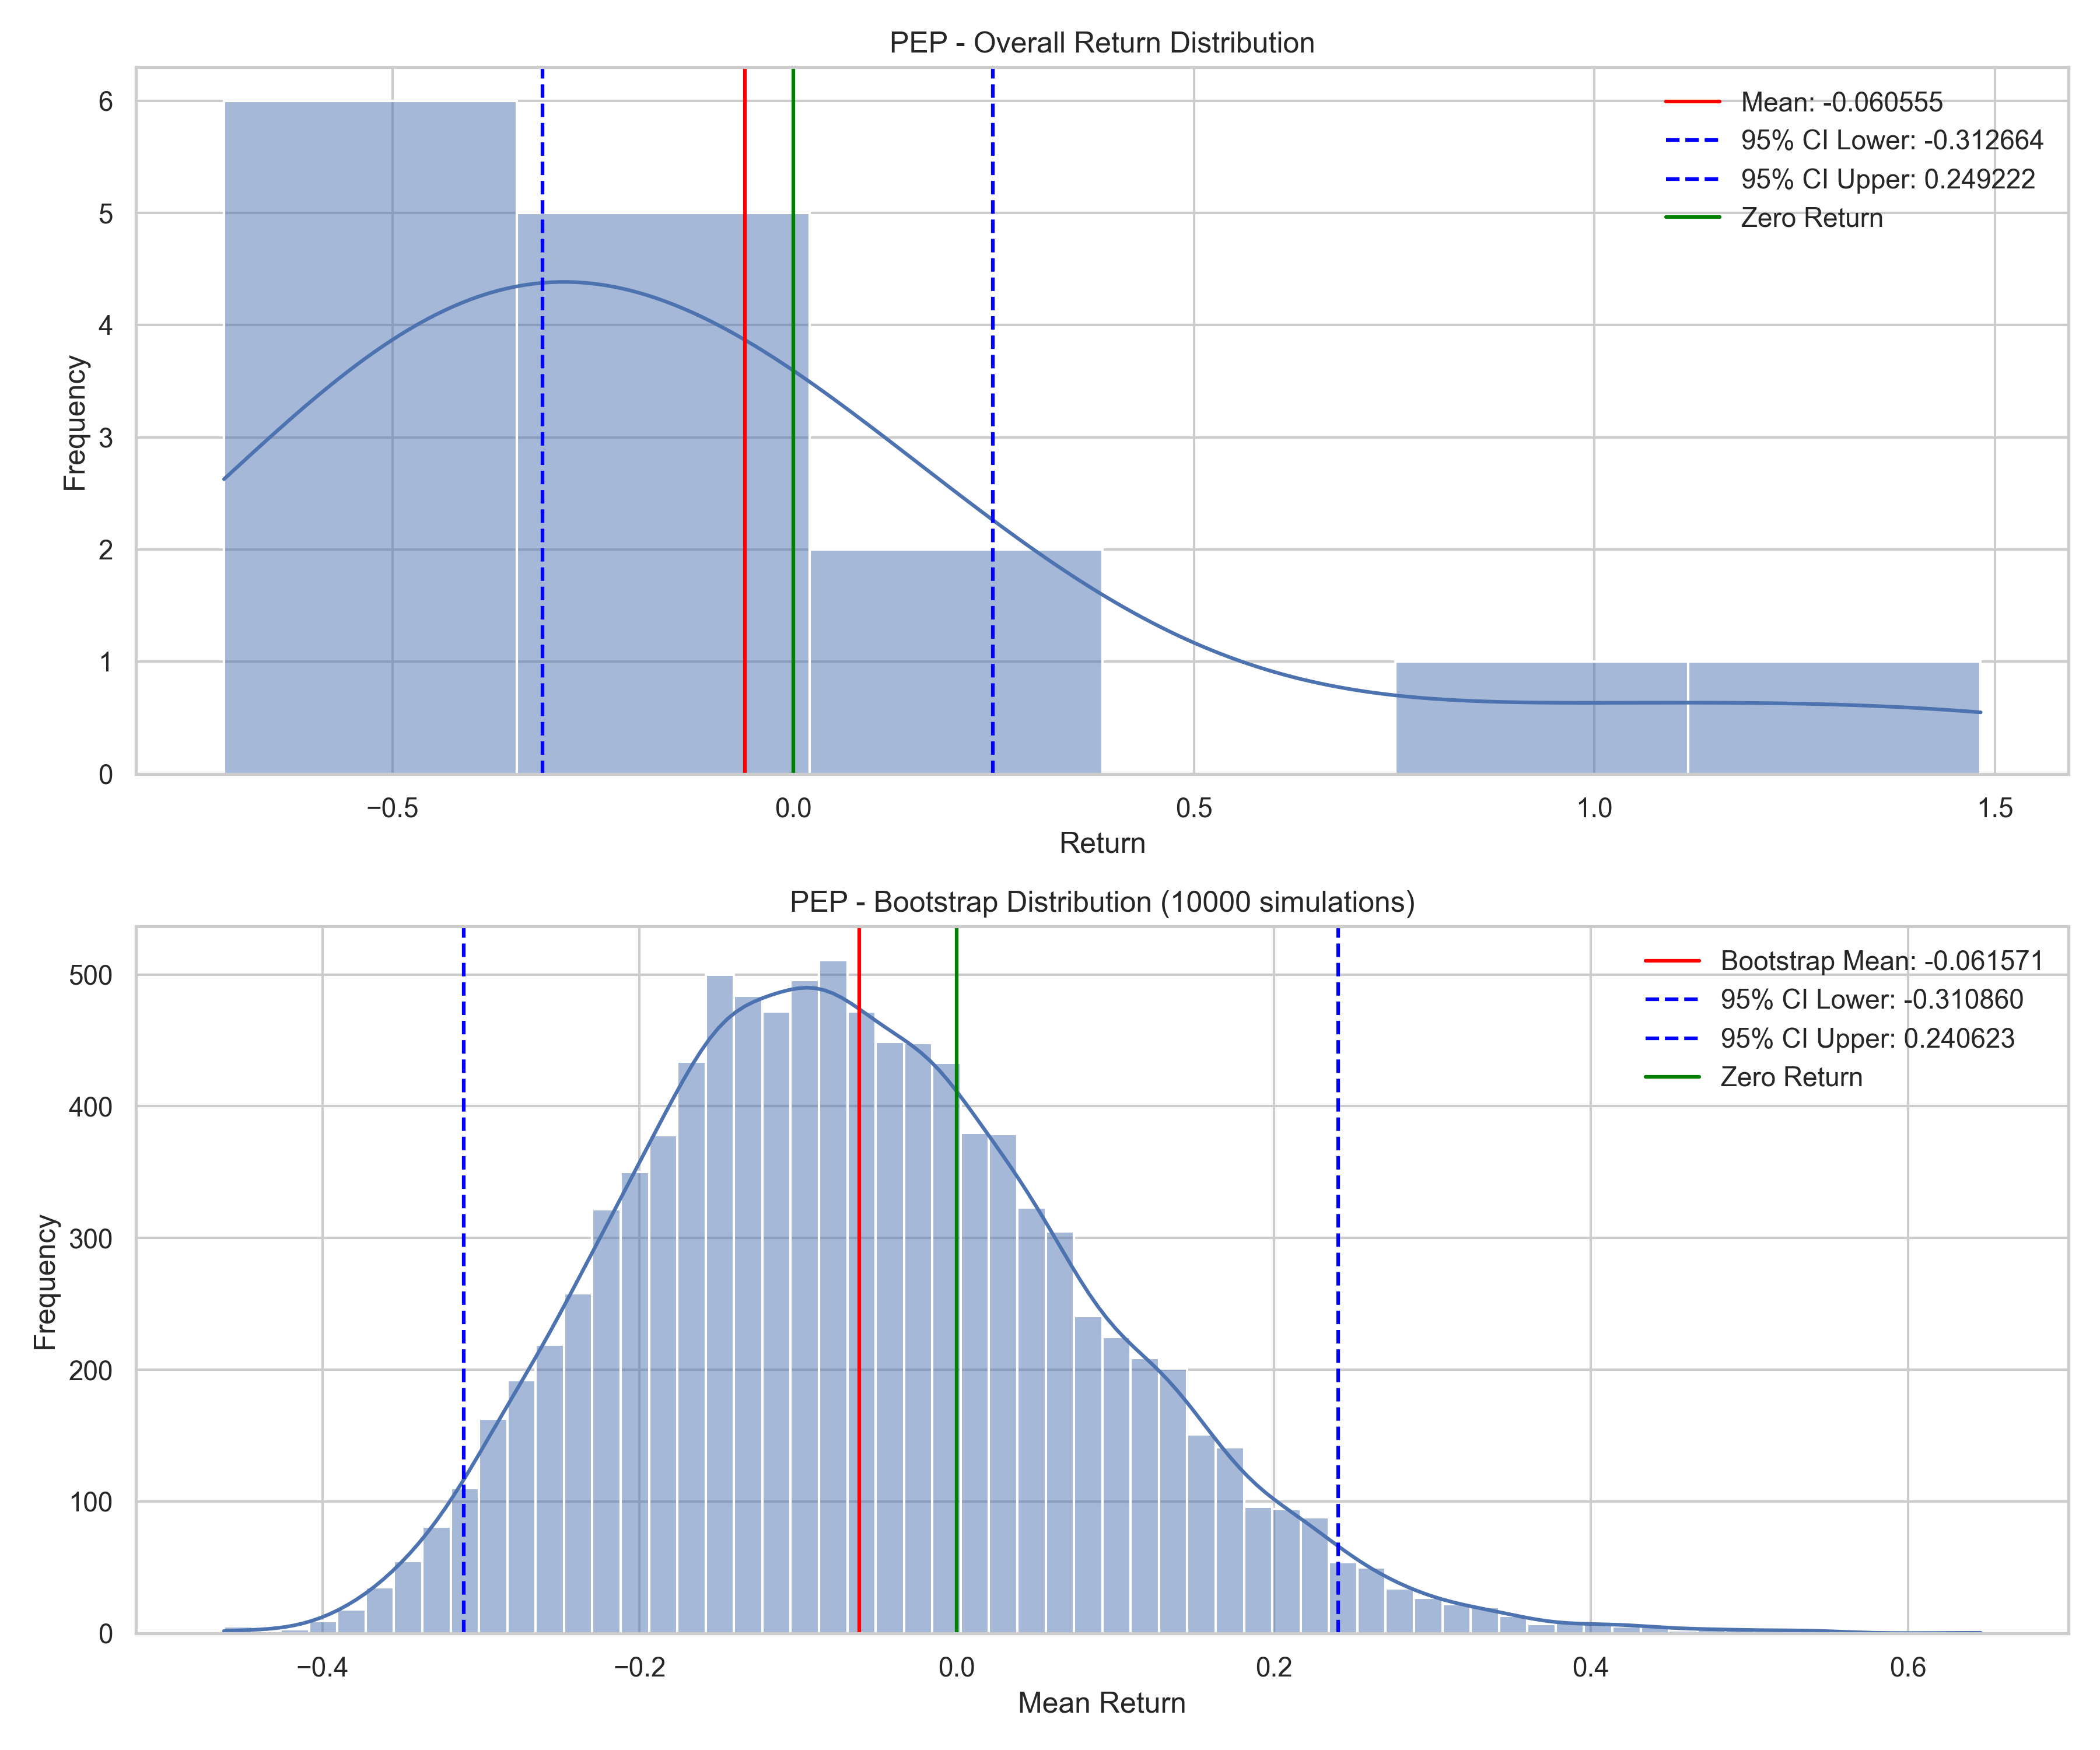 PEP - Overall Return Distribution
Frequency
6
5
4
3
2
1
0
Mean: -0.060555
95% CI Lower: -0.312664
95% CI Upper: 0.249222
Zero Return
−0.5 0.0 0.5 1.0 1.5
Return
PEP - Bootstrap Distribution (10000 simulations)
Frequency
500
400
300
200
100
0
Bootstrap Mean: -0.061571
95% CI Lower: -0.310860
95% CI Upper: 0.240623
Zero Return
−0.4 −0.2 0.0 0.2 0.4 0.6
Mean Return